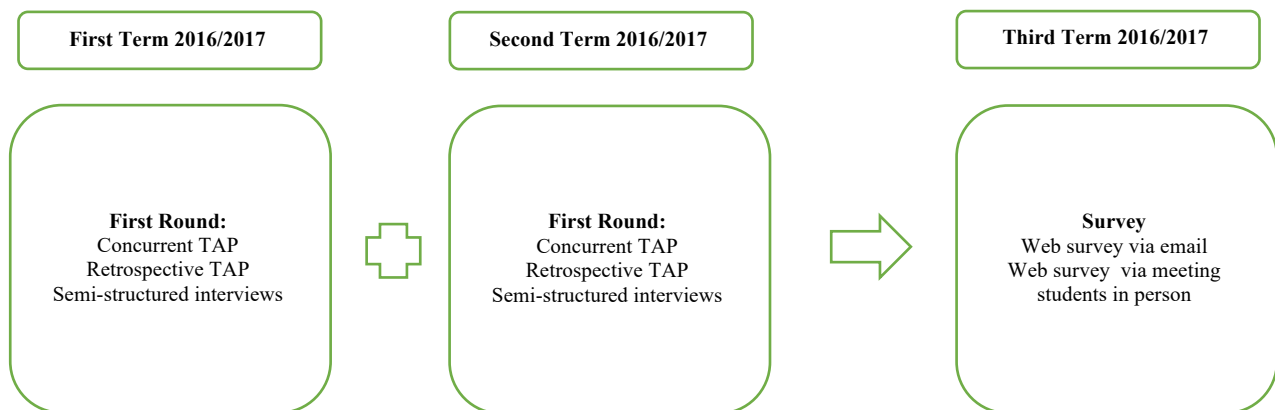 First Term 2016/2017
Second Term 2016/2017
Third Term 2016/2017
First Round:
Concurrent TAP
Retrospective TAP
Semi-structured interviews
First Round:
Concurrent TAP
Retrospective TAP
Semi-structured interviews
Survey
Web survey via email
Web survey via meeting
students in person